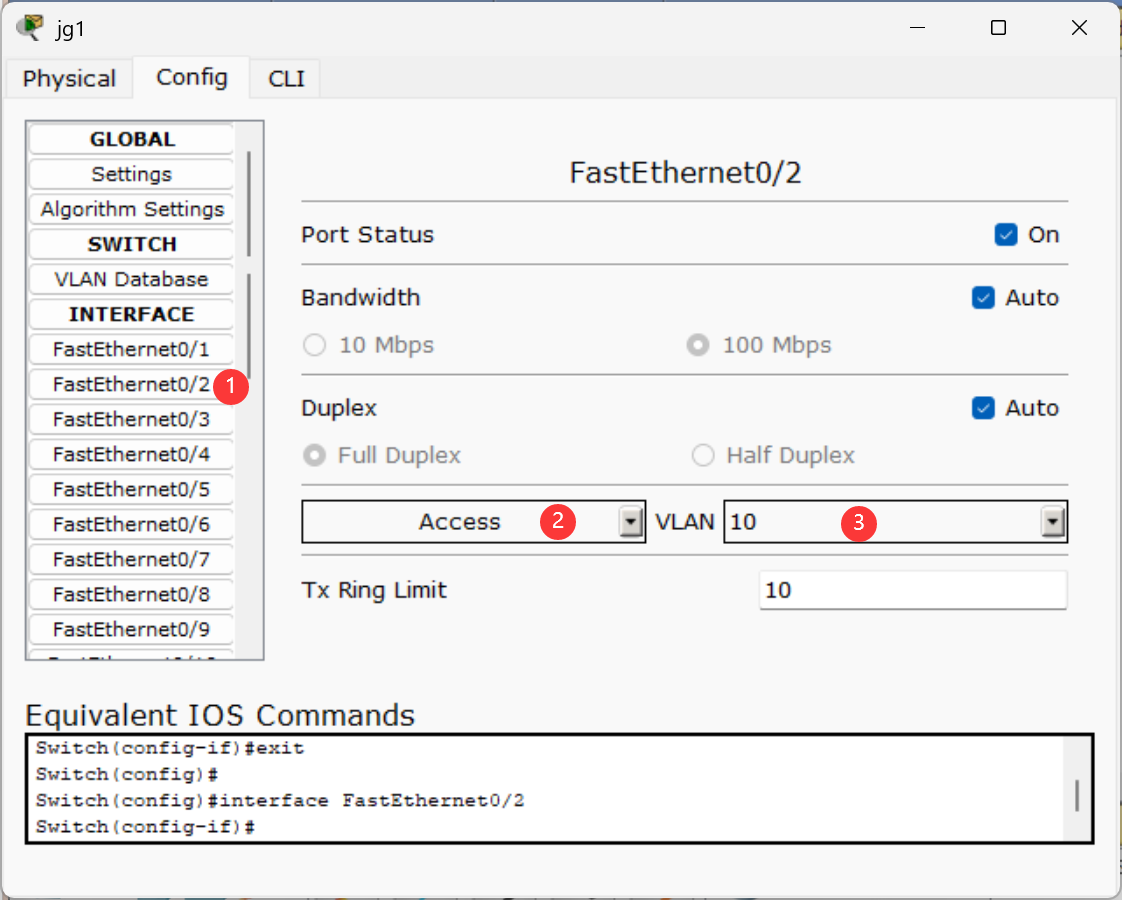 jg1
Physical Config CLI
GLOBAL
Settings
Algorithm Settings
SWITCH
VLAN Database
INTERFACE
FastEthernet0/1
FastEthernet0/2 1
FastEthernet0/3
FastEthernet0/4
FastEthernet0/5
FastEthernet0/6
FastEthernet0/7
FastEthernet0/8
FastEthernet0/9
FastEthernet0/2
Port Status On
Bandwidth Auto
10 Mbps 100 Mbps
Duplex Auto
Full Duplex Half Duplex
Access 2 VLAN 10 3
Tx Ring Limit 10
Equivalent IOS Commands
Switch(config-if)#exit
Switch(config)#
Switch(config)#interface FastEthernet0/2
Switch(config-if)#